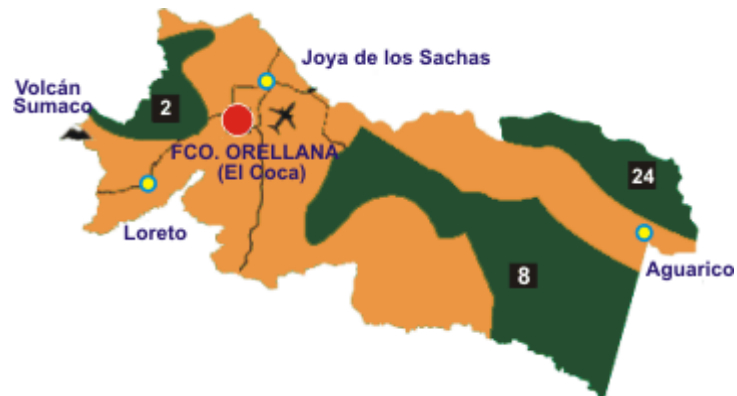 Joya de los Sachas
Volcán
Sumaco
2
FCO. ORELLANA
(El Coca)
24
Loreto
8
Aguarico